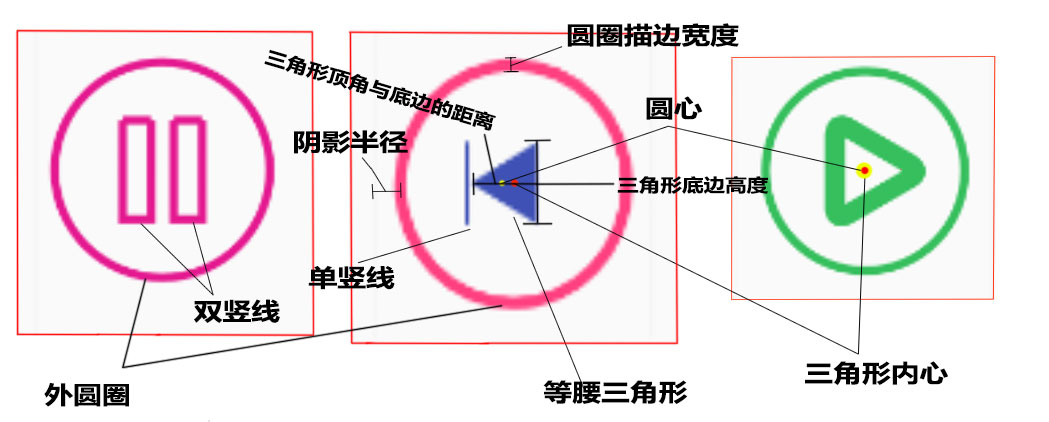 圆圈描边宽度
三角形顶角与底边的距离
圆心
阴影半径
三角形底边高度
单竖线
双竖线
三角形内心
外圆圈
等腰三角形